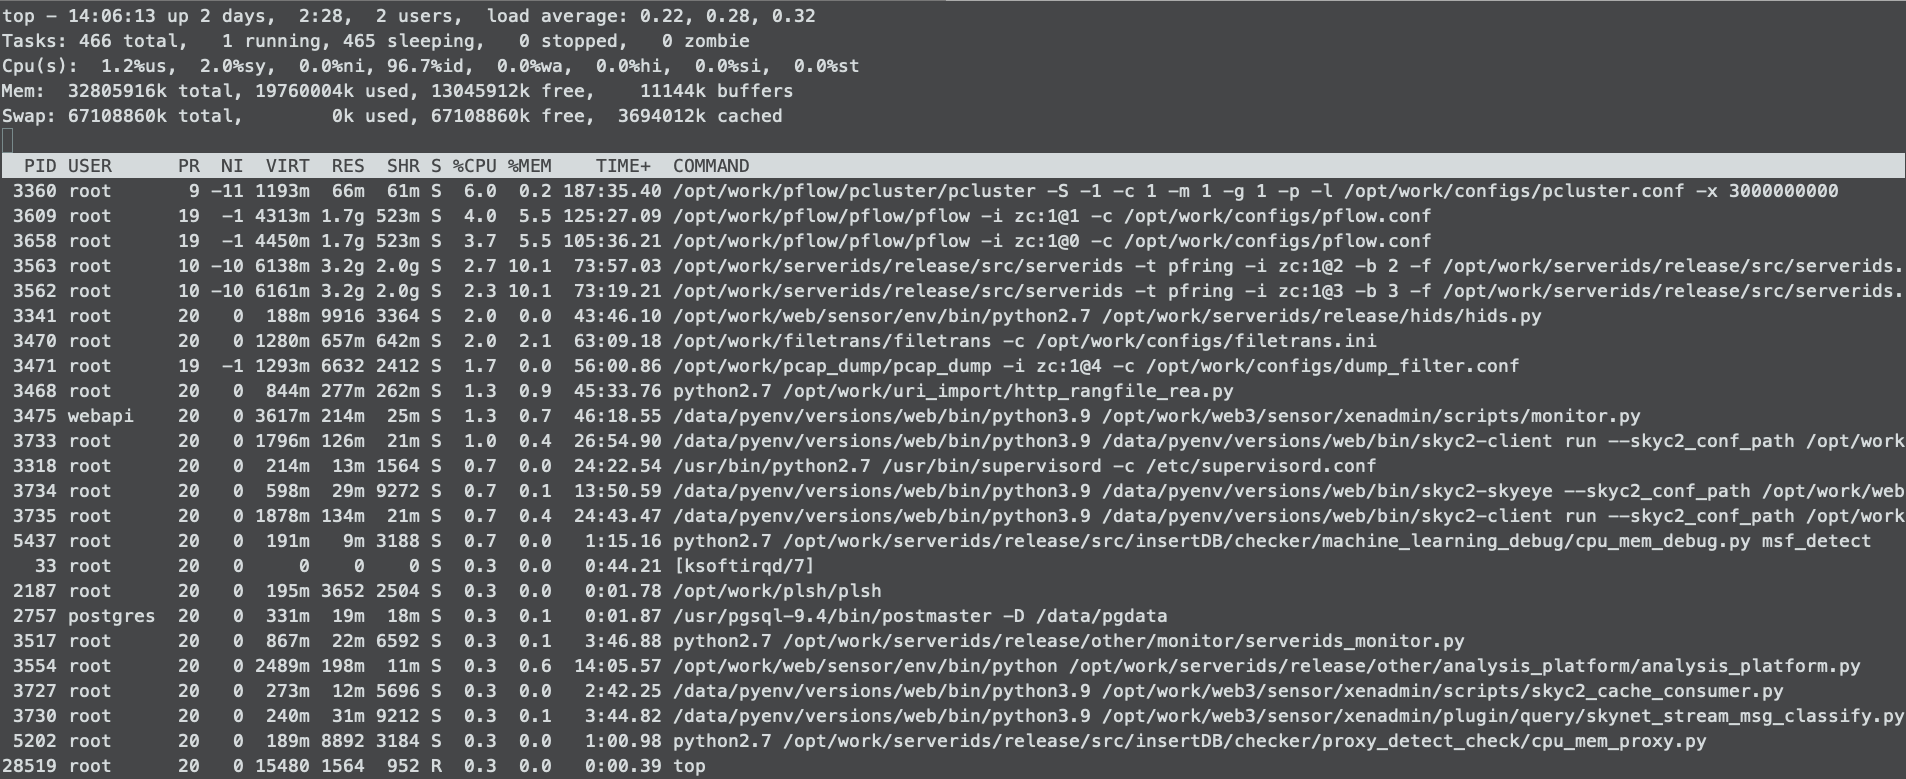 top - 14:06:13 up 2 days,  2:28,  2 users,  load average: 0.22, 0.28, 0.32
Tasks: 466 total,   1 running, 465 sleeping,   0 stopped,   0 zombie
Cpu(s):  1.2%us,  2.0%sy,  0.0%ni, 96.7%id,  0.0%wa,  0.0%hi,  0.0%si,  0.0%st
Mem:  32805916k total, 19760004k used, 13045912k free,    11144k buffers
Swap: 67108860k total,        0k used, 67108860k free,  3694012k cached
  PID USER      PR  NI  VIRT  RES  SHR S %CPU %MEM    TIME+  COMMAND
 3360 root       9 -11 1193m  66m  61m S  6.0  0.2 187:35.40 /opt/work/pflow/pcluster/pcluster -S -1 -c 1 -m 1 -g 1 -p -l /opt/work/configs/pcluster.conf -x 3000000000
 3609 root      19  -1 4313m 1.7g 523m S  4.0  5.5 125:27.09 /opt/work/pflow/pflow/pflow -i zc:1@1 -c /opt/work/configs/pflow.conf
 3658 root      19  -1 4450m 1.7g 523m S  3.7  5.5 105:36.21 /opt/work/pflow/pflow/pflow -i zc:1@0 -c /opt/work/configs/pflow.conf
 3563 root      10 -10 6138m 3.2g 2.0g S  2.7 10.1  73:57.03 /opt/work/serverids/release/src/serverids -t pfring -i zc:1@2 -b 2 -f /opt/work/serverids/release/src/serverids.
 3562 root      10 -10 6161m 3.2g 2.0g S  2.3 10.1  73:19.21 /opt/work/serverids/release/src/serverids -t pfring -i zc:1@3 -b 3 -f /opt/work/serverids/release/src/serverids.
 3341 root      20   0  188m 9916 3364 S  2.0  0.0  43:46.10 /opt/work/web/sensor/env/bin/python2.7 /opt/work/serverids/release/hids/hids.py
 3470 root      20   0 1280m 657m 642m S  2.0  2.1  63:09.18 /opt/work/filetrans/filetrans -c /opt/work/configs/filetrans.ini
 3471 root      19  -1 1293m 6632 2412 S  1.7  0.0  56:00.86 /opt/work/pcap_dump/pcap_dump -i zc:1@4 -c /opt/work/configs/dump_filter.conf
 3468 root      20   0  844m 277m 262m S  1.3  0.9  45:33.76 python2.7 /opt/work/uri_import/http_rangfile_rea.py
 3475 webapi    20   0 3617m 214m  25m S  1.3  0.7  46:18.55 /data/pyenv/versions/web/bin/python3.9 /opt/work/web3/sensor/xenadmin/scripts/monitor.py
 3733 root      20   0 1796m 126m  21m S  1.0  0.4  26:54.90 /data/pyenv/versions/web/bin/python3.9 /data/pyenv/versions/web/bin/skyc2-client run --skyc2_conf_path /opt/work
 3318 root      20   0  214m  13m 1564 S  0.7  0.0  24:22.54 /usr/bin/python2.7 /usr/bin/supervisord -c /etc/supervisord.conf
 3734 root      20   0  598m  29m 9272 S  0.7  0.1  13:50.59 /data/pyenv/versions/web/bin/python3.9 /data/pyenv/versions/web/bin/skyc2-skyeye --skyc2_conf_path /opt/work/web
 3735 root      20   0 1878m 134m  21m S  0.7  0.4  24:43.47 /data/pyenv/versions/web/bin/python3.9 /data/pyenv/versions/web/bin/skyc2-client run --skyc2_conf_path /opt/work
 5437 root      20   0  191m   9m 3188 S  0.7  0.0   1:15.16 python2.7 /opt/work/serverids/release/src/insertDB/checker/machine_learning_debug/cpu_mem_debug.py msf_detect
   33 root      20   0     0    0    0 S  0.3  0.0   0:44.21 [ksoftirqd/7]
 2187 root      20   0  195m 3652 2504 S  0.3  0.0   0:01.78 /opt/work/plsh/plsh
 2757 postgres  20   0  331m  19m  18m S  0.3  0.1   0:01.87 /usr/pgsql-9.4/bin/postmaster -D /data/pgdata
 3517 root      20   0  867m  22m 6592 S  0.3  0.1   3:46.88 python2.7 /opt/work/serverids/release/other/monitor/serverids_monitor.py
 3554 root      20   0 2489m 198m  11m S  0.3  0.6  14:05.57 /opt/work/web/sensor/env/bin/python /opt/work/serverids/release/other/analysis_platform/analysis_platform.py
 3727 root      20   0  273m  12m 5696 S  0.3  0.0   2:42.25 /data/pyenv/versions/web/bin/python3.9 /opt/work/web3/sensor/xenadmin/scripts/skyc2_cache_consumer.py
 3730 root      20   0  240m  31m 9212 S  0.3  0.1   3:44.82 /data/pyenv/versions/web/bin/python3.9 /opt/work/web3/sensor/xenadmin/plugin/query/skynet_stream_msg_classify.py
 5202 root      20   0  189m 8892 3184 S  0.3  0.0   1:00.98 python2.7 /opt/work/serverids/release/src/insertDB/checker/proxy_detect_check/cpu_mem_proxy.py
28519 root      20   0 15480 1564  952 R  0.3  0.0   0:00.39 top